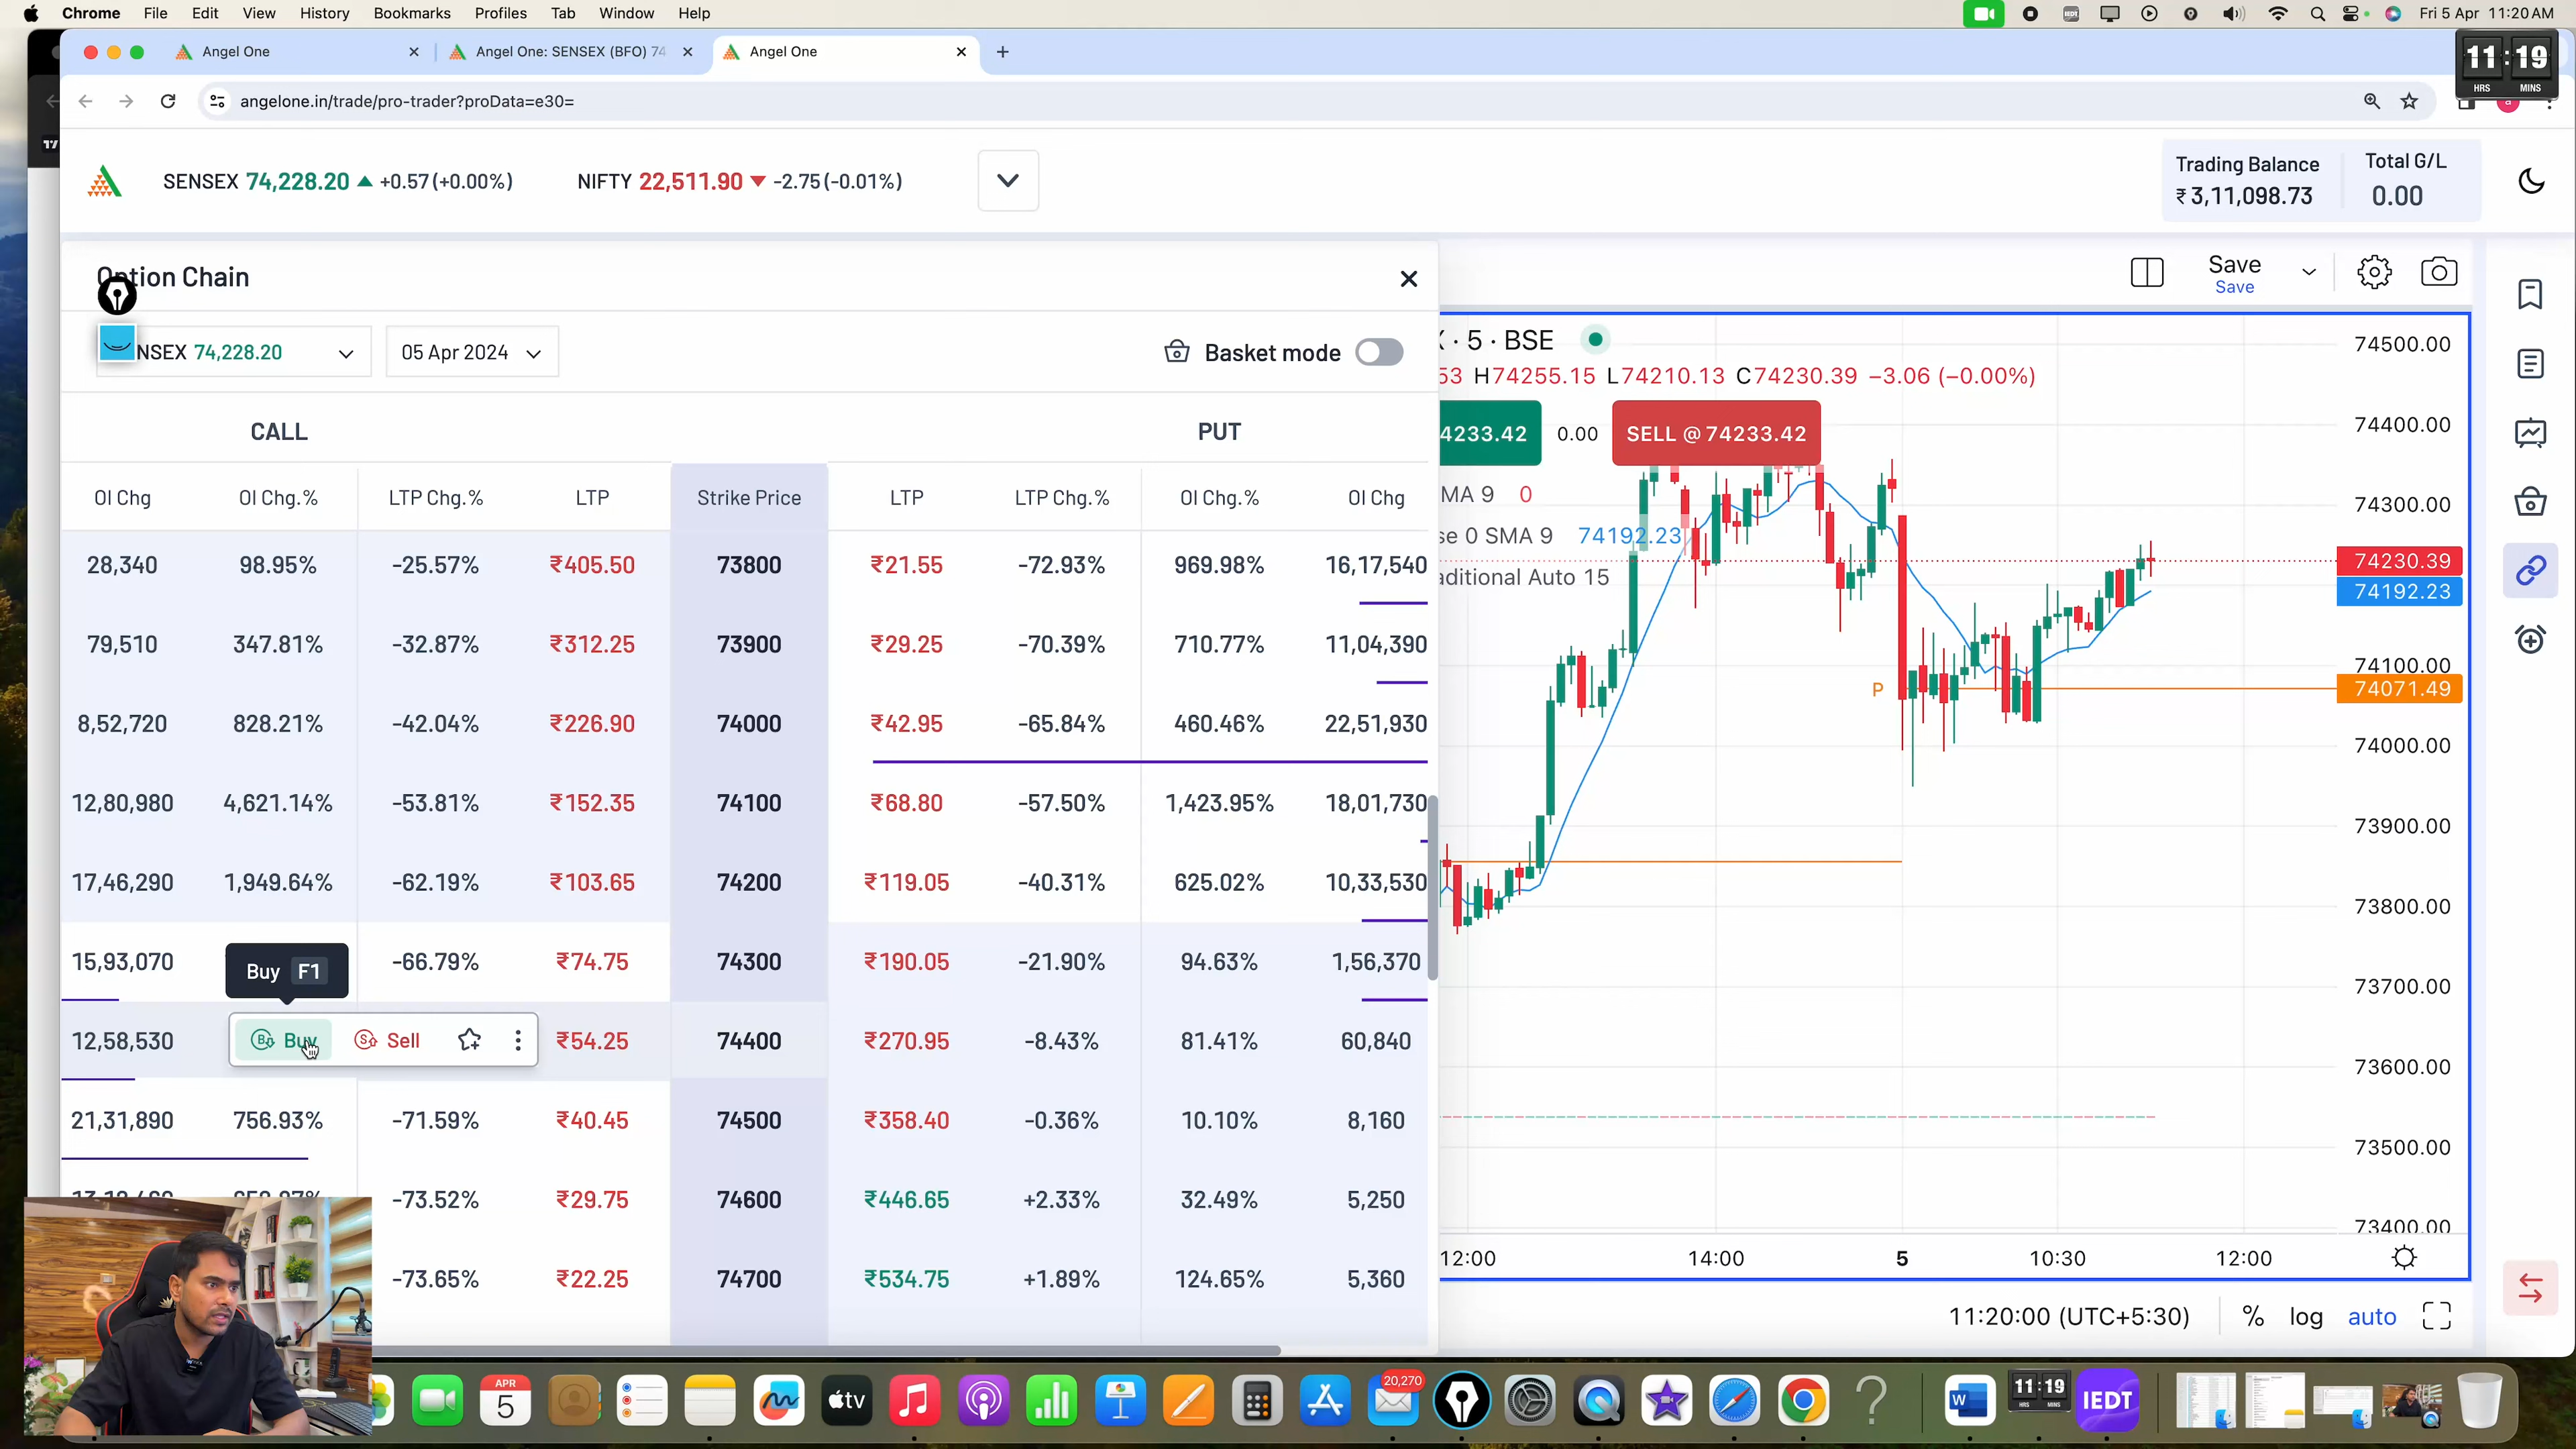 Chrome File Edit View History Bookmarks Profiles Tab Window Help Fri 5 Apr 11:20 AM
Angel One Angel One: SENSEX (BFO) 74 Angel One
11:19
HRS MINS
angelone.in/trade/pro-trader?proData=e30=
SENSEX 74,228.20 +0.57 (+0.00%) NIFTY 22,511.90 -2.75 (-0.01%)
Trading Balance Total G/L
₹ 3,11,098.73 0.00
Option Chain
NSEX 74,228.20 05 Apr 2024 Basket mode
CALL PUT
OI Chg OI Chg.% LTP Chg.% LTP Strike Price LTP LTP Chg.% OI Chg.% OI Chg
28,340 98.95% -25.57% ₹405.50 73800 ₹21.55 -72.93% 969.98% 16,17,540
79,510 347.81% -32.87% ₹312.25 73900 ₹29.25 -70.39% 710.77% 11,04,390
8,52,720 828.21% -42.04% ₹226.90 74000 ₹42.95 -65.84% 460.46% 22,51,930
12,80,980 4,621.14% -53.81% ₹152.35 74100 ₹68.80 -57.50% 1,423.95% 18,01,730
17,46,290 1,949.64% -62.19% ₹103.65 74200 ₹119.05 -40.31% 625.02% 10,33,530
15,93,070 Buy F1 -66.79% ₹74.75 74300 ₹190.05 -21.90% 94.63% 1,56,370
12,58,530 Buy Sell ₹54.25 74400 ₹270.95 -8.43% 81.41% 60,840
21,31,890 756.93% -71.59% ₹40.45 74500 ₹358.40 -0.36% 10.10% 8,160
-73.52% ₹29.75 74600 ₹446.65 +2.33% 32.49% 5,250
-73.65% ₹22.25 74700 ₹534.75 +1.89% 124.65% 5,360
Save
Save
· 5 · BSE
53 H74255.15 L74210.13 C74230.39 −3.06 (−0.00%)
4233.42 0.00 SELL @ 74233.42
MA 9 0
se 0 SMA 9 74192.23
aditional Auto 15
P
74500.00
74400.00
74300.00
74230.39
74192.23
74100.00
74071.49
74000.00
73900.00
73800.00
73700.00
73600.00
73500.00
73400.00
12:00 14:00 5 10:30 12:00
11:20:00 (UTC+5:30) % log auto
APR
5
tv
20,270
W
11:19
HRS MINS
IEDT